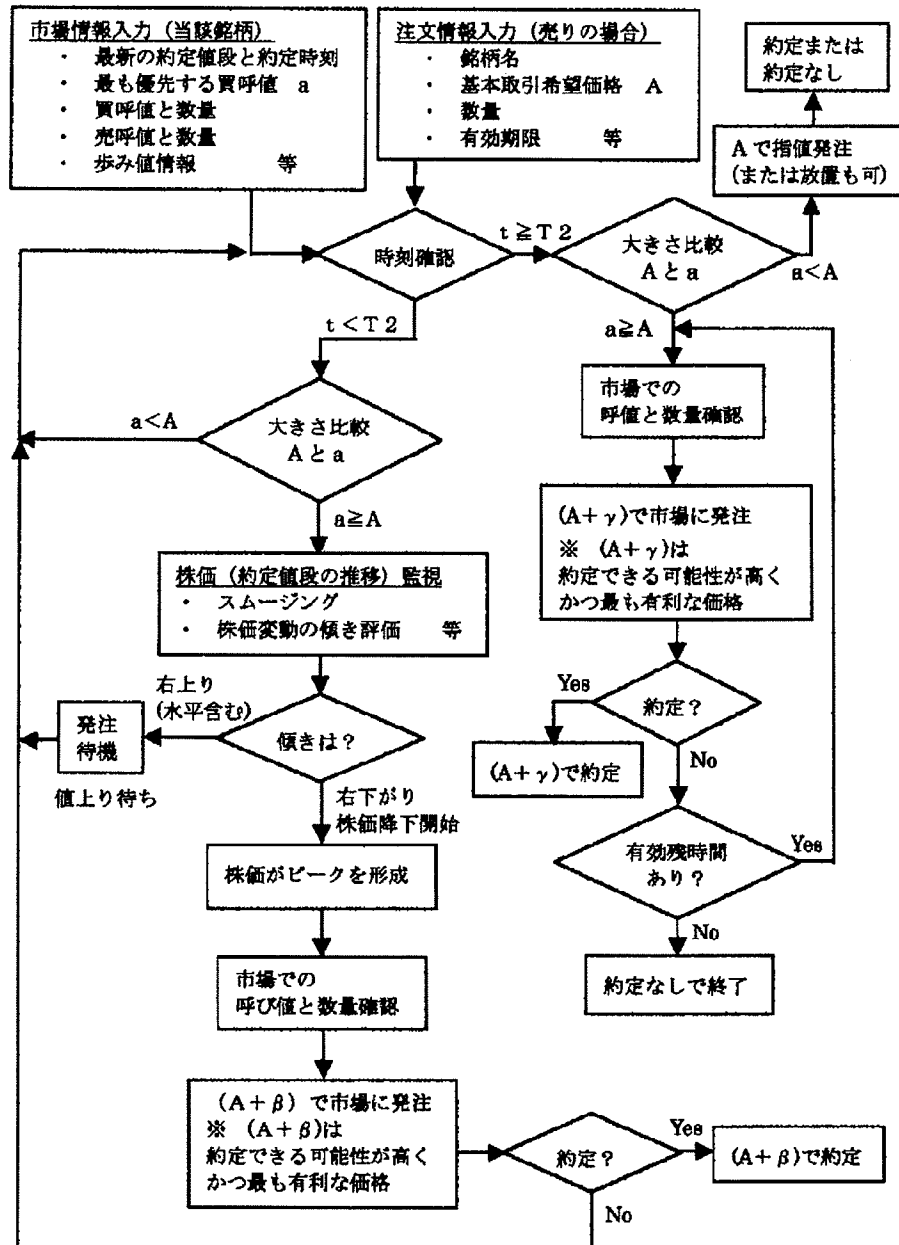 市場情報入力(当該銘柄)
・ 最新の約定値段と約定時刻
・ 最も優先する買呼値 a
・ 買呼値と数量
・ 売呼値と数量
・ 歩み値情報 等
注文情報入力(売りの場合)
・ 銘柄名
・ 基本取引希望価格 A
・ 数量
・ 有効期限 等
約定または
約定なし
Aで指値発注
(または放置も可)
時刻確認
t≧T2
大きさ比較
Aとa
a<A
t<T2
a≧A
市場での
呼値と数量確認
a<A
大きさ比較
Aとa
a≧A
(A+γ)で市場に発注
※ (A+γ)は
約定できる可能性が高く
かつ最も有利な価格
株価(約定値段の推移)監視
・ スムージング
・ 株価変動の傾き評価 等
Yes
約定?
No
(A+γ)で約定
右上り
(水平含む)
発注
待機
値上り待ち
傾きは?
右下がり
株価降下開始
有効残時間
あり?
Yes
No
株価がピークを形成
約定なしで終了
市場での
呼び値と数量確認
(A+β)で市場に発注
※ (A+β)は
約定できる可能性が高く
かつ最も有利な価格
約定?
Yes
(A+β)で約定
No